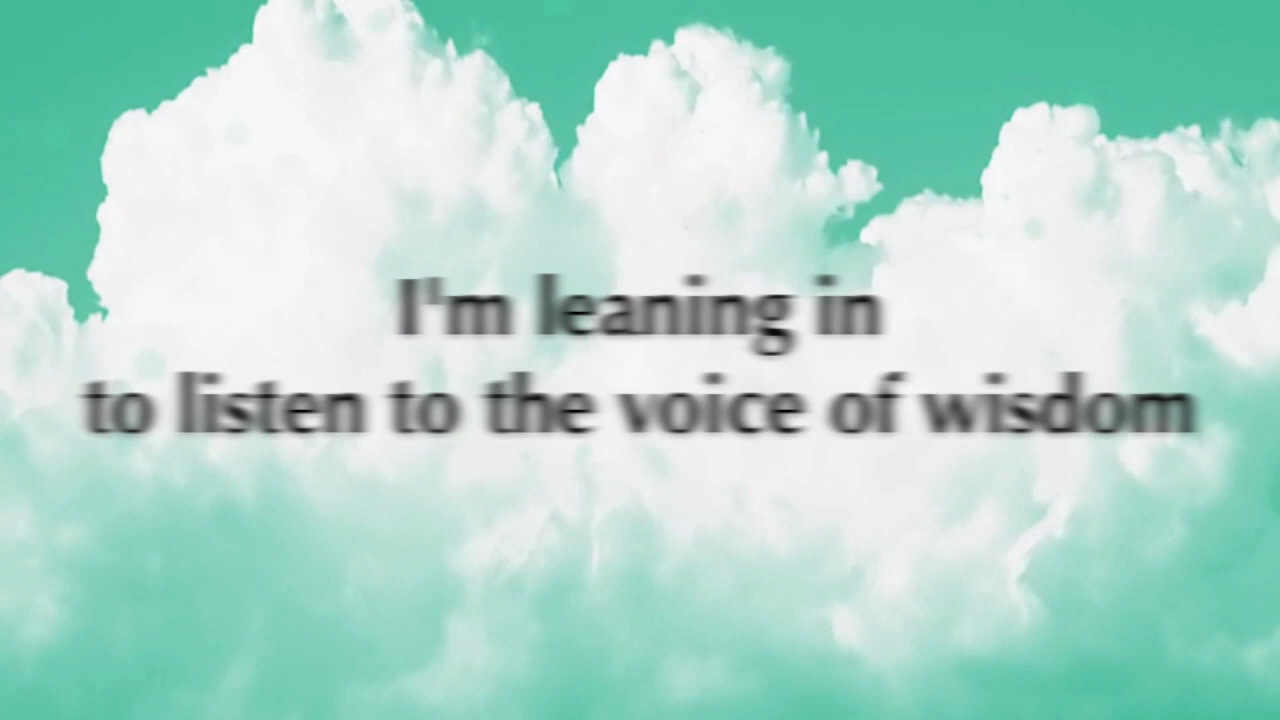 I'm leaning in
to listen to the voice of wisdom